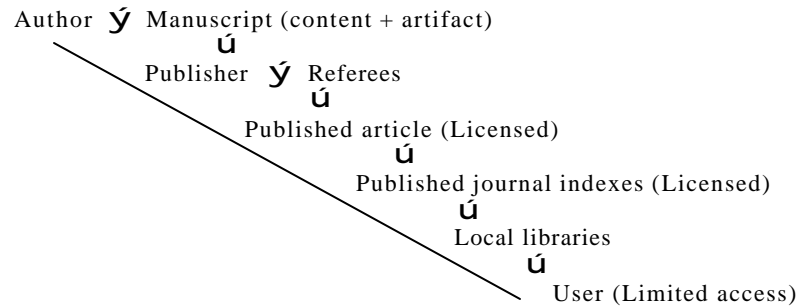 Author ý Manuscript (content + artifact)
ú
Publisher ý Referees
ú
Published article (Licensed)
ú
Published journal indexes (Licensed)
ú
Local libraries
ú
User (Limited access)